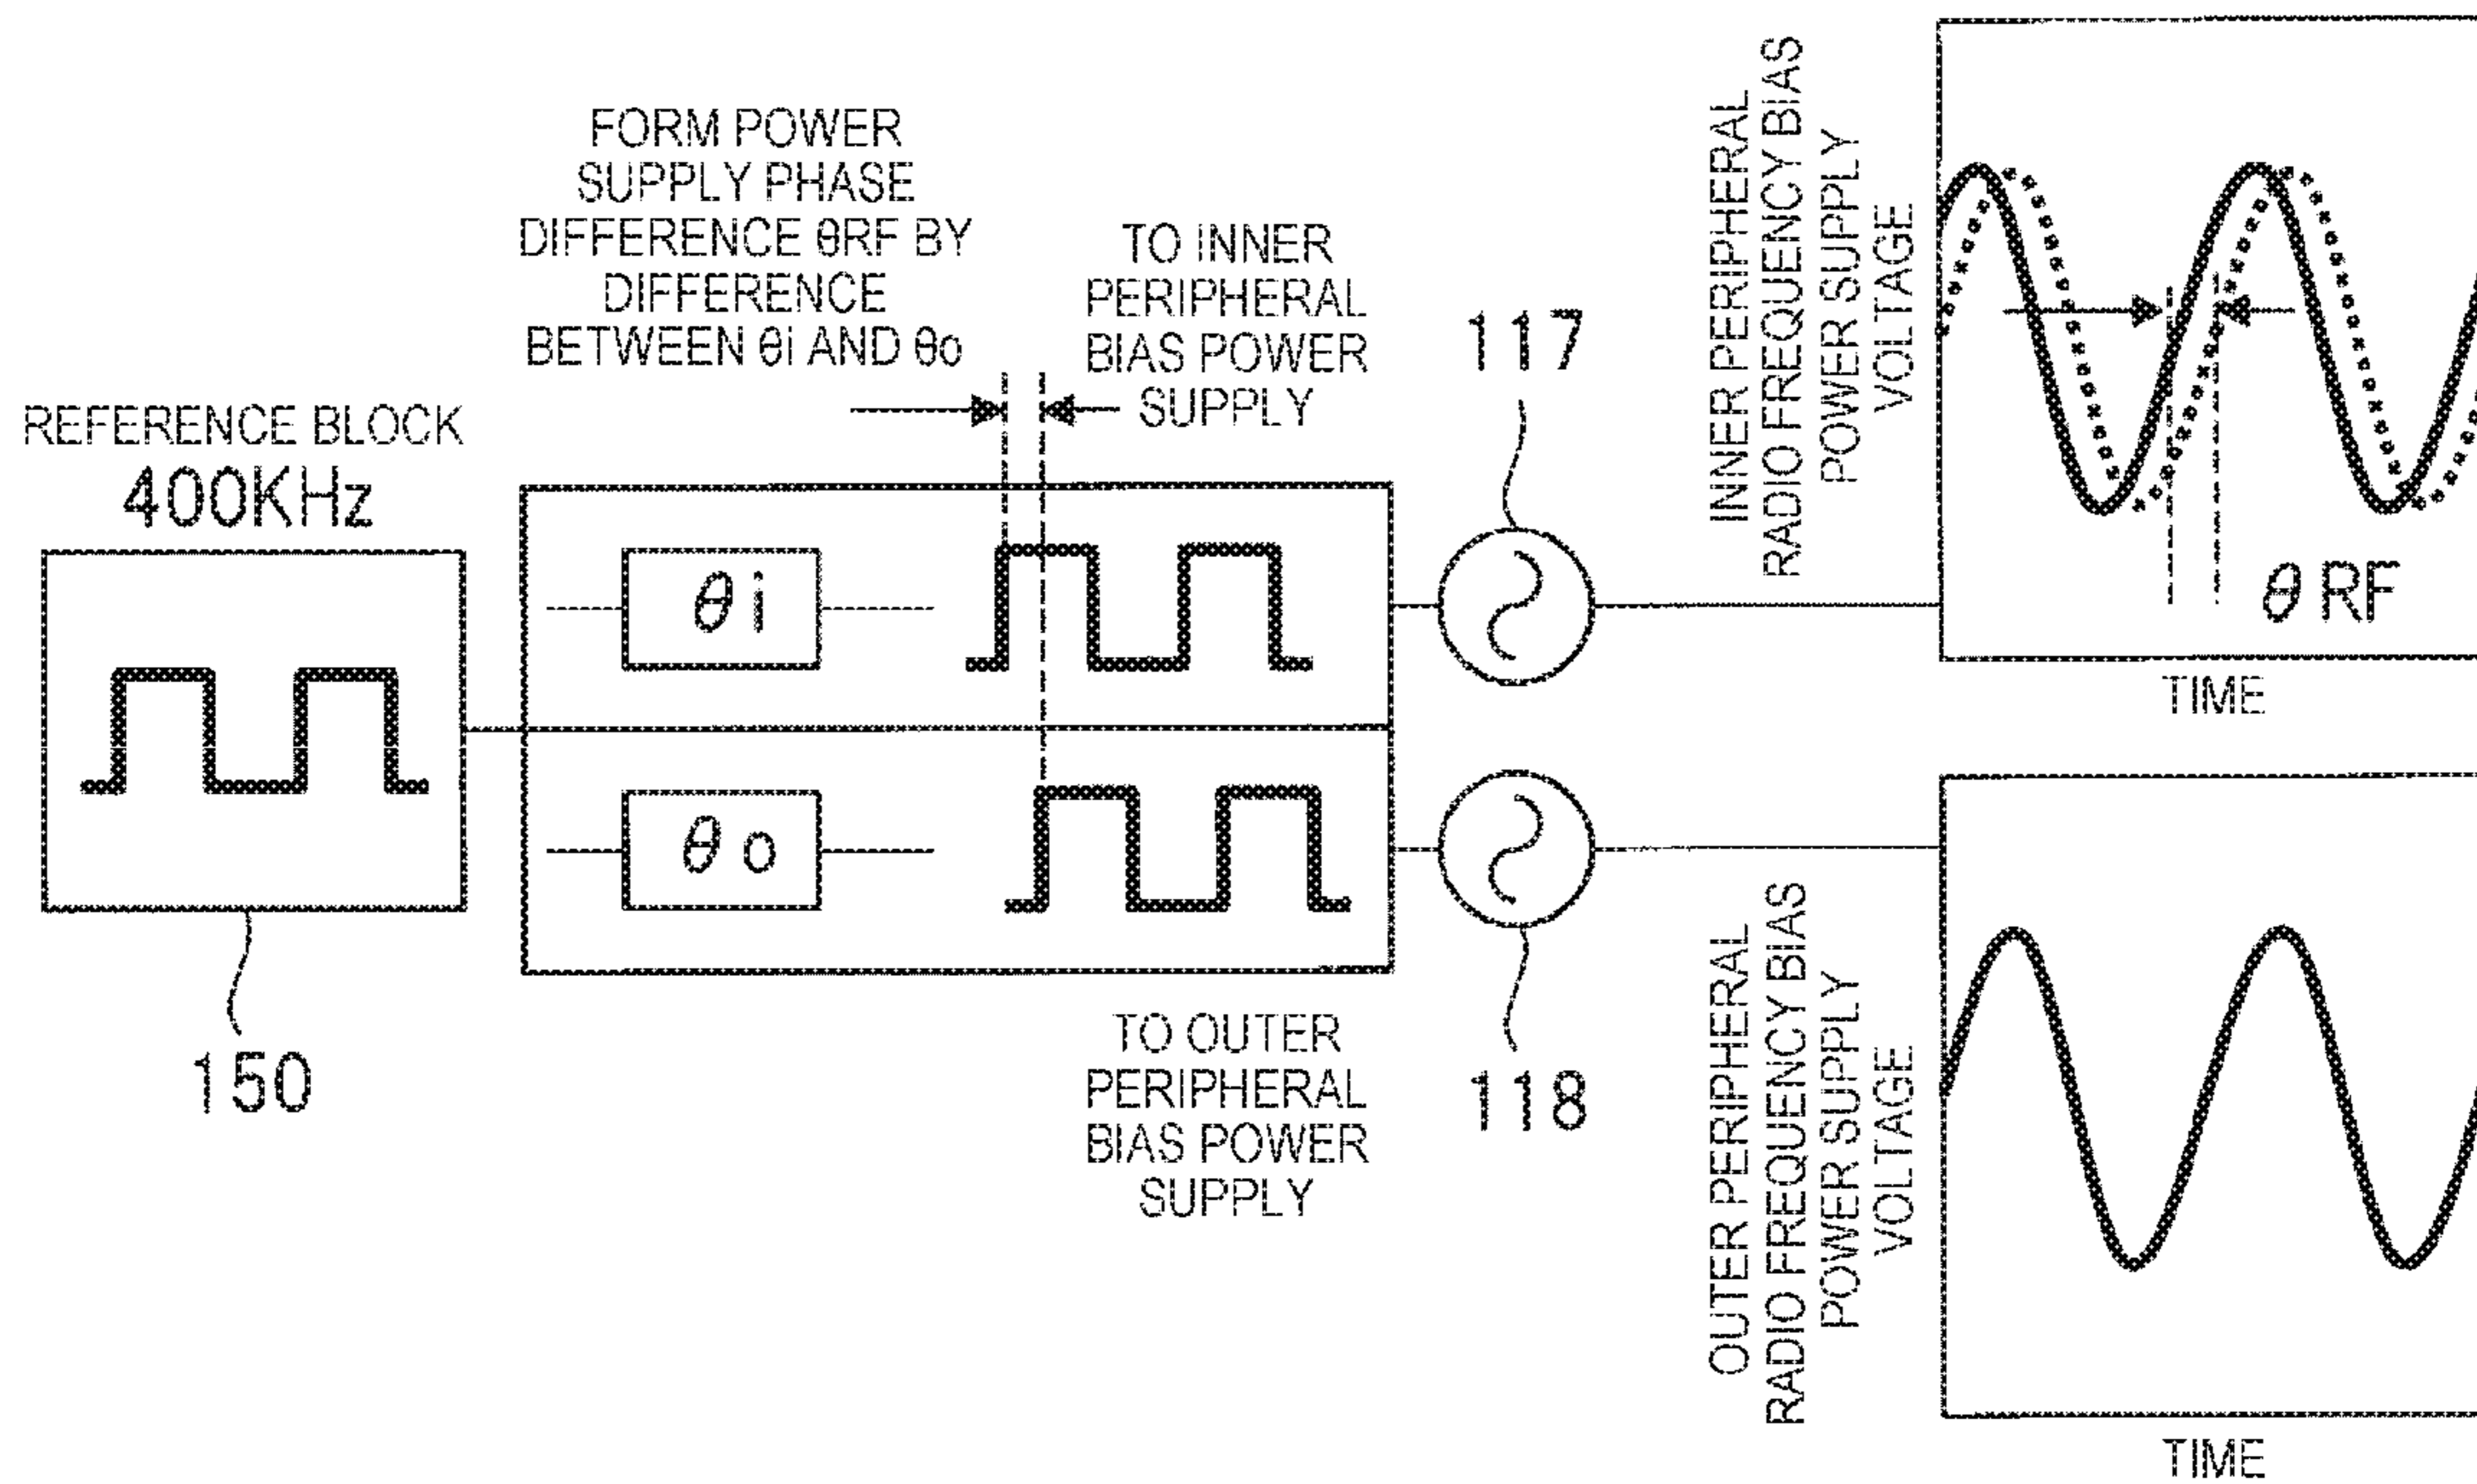 FORM POWER
SUPPLY PHASE
DIFFERENCE θRF BY
DIFFERENCE
BETWEEN θi AND θo
TO INNER
PERIPHERAL
BIAS POWER
SUPPLY
REFERENCE BLOCK
400KHz
150
θi
θo
117
118
TO OUTER
PERIPHERAL
BIAS POWER
SUPPLY
INNER PERIPHERAL
RADIO FREQUENCY BIAS
POWER SUPPLY
VOLTAGE
θ RF
TIME
OUTER PERIPHERAL
RADIO FREQUENCY BIAS
POWER SUPPLY
VOLTAGE
TIME